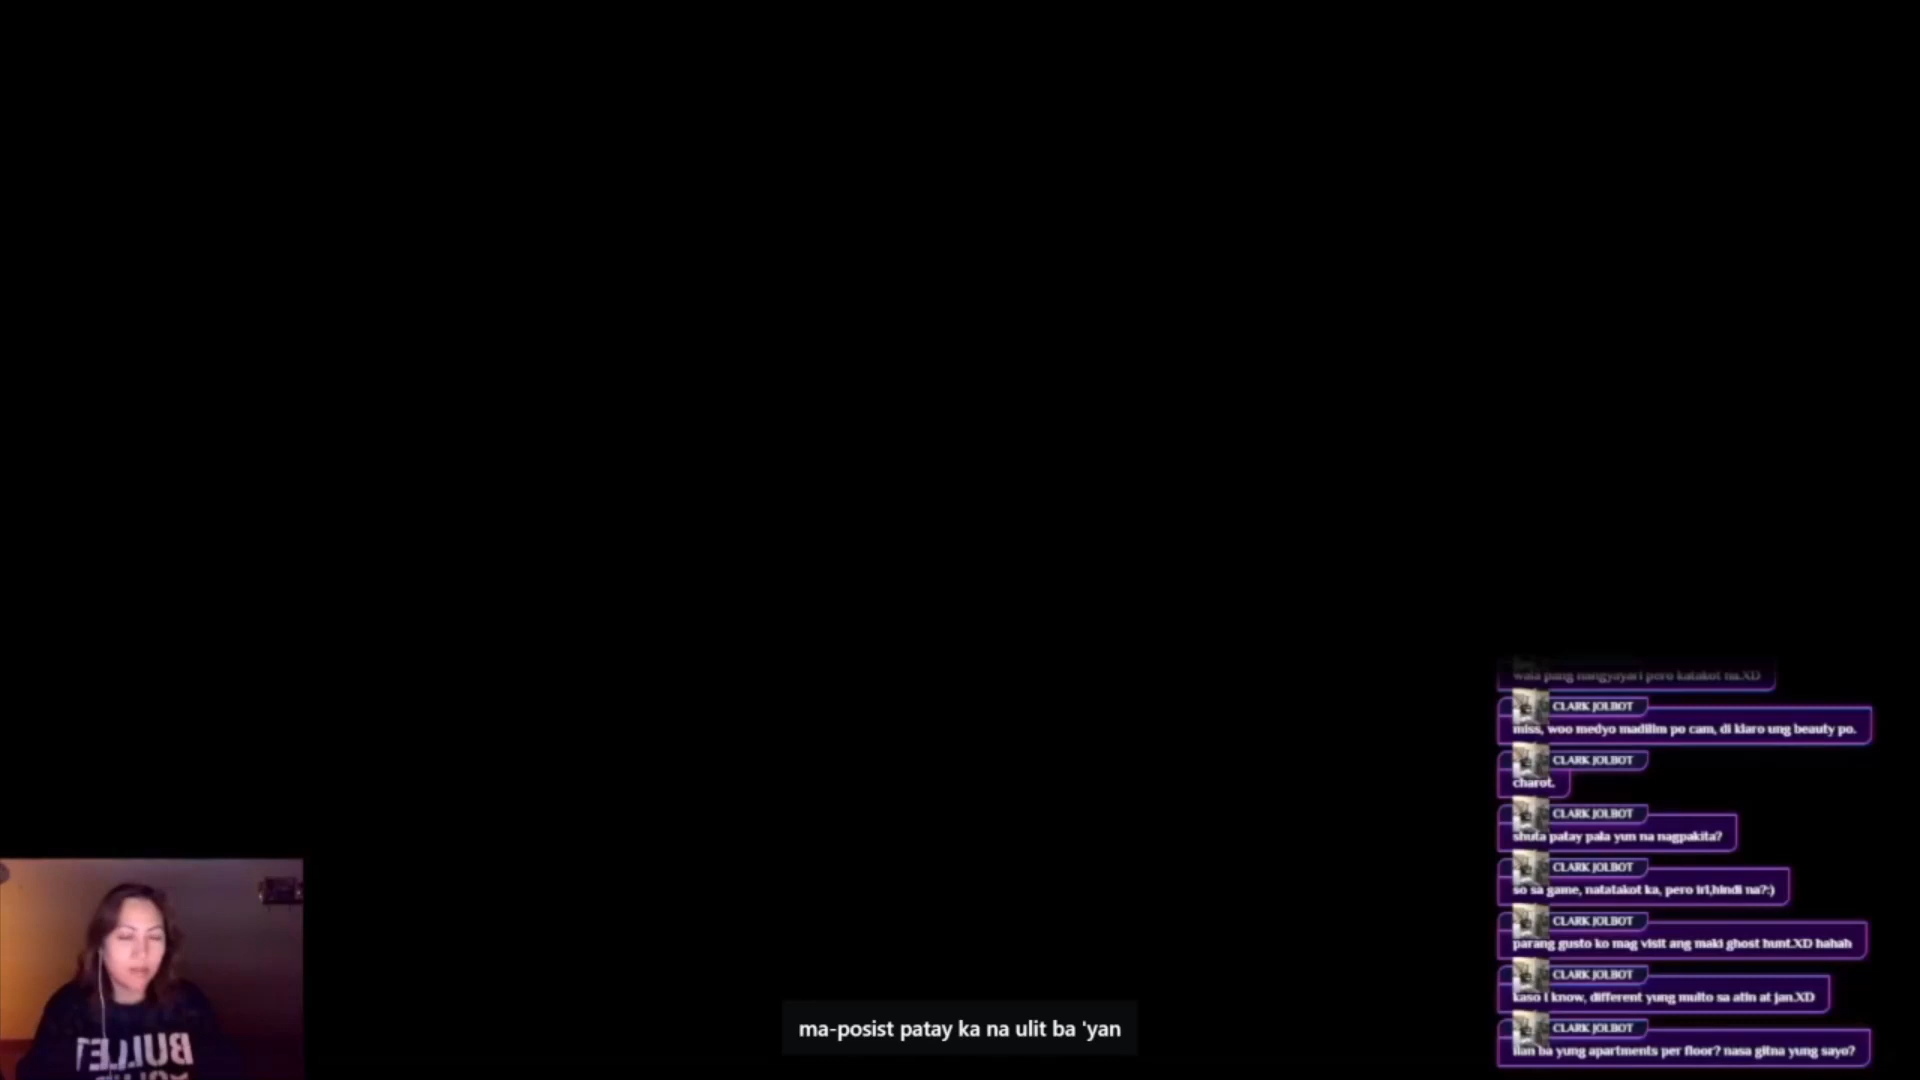 wala pang nangyayari pero katakot na.XD
CLARK JOLBOT
miss, woo medyo madilim po cam, di klaro ung beauty po.
CLARK JOLBOT
charot.
CLARK JOLBOT
shuta patay pala yun na nagpakita?
CLARK JOLBOT
so sa game, natatakot ka, pero irl,hindi na?:)
CLARK JOLBOT
parang gusto ko mag visit ang maki ghost hunt.XD hahah
CLARK JOLBOT
kaso I know, different yung multo sa atin at jan.XD
CLARK JOLBOT
ilan ba yung apartments per floor? nasa gitna yung sayo?
ma-posist patay ka na ulit ba 'yan
BULLET